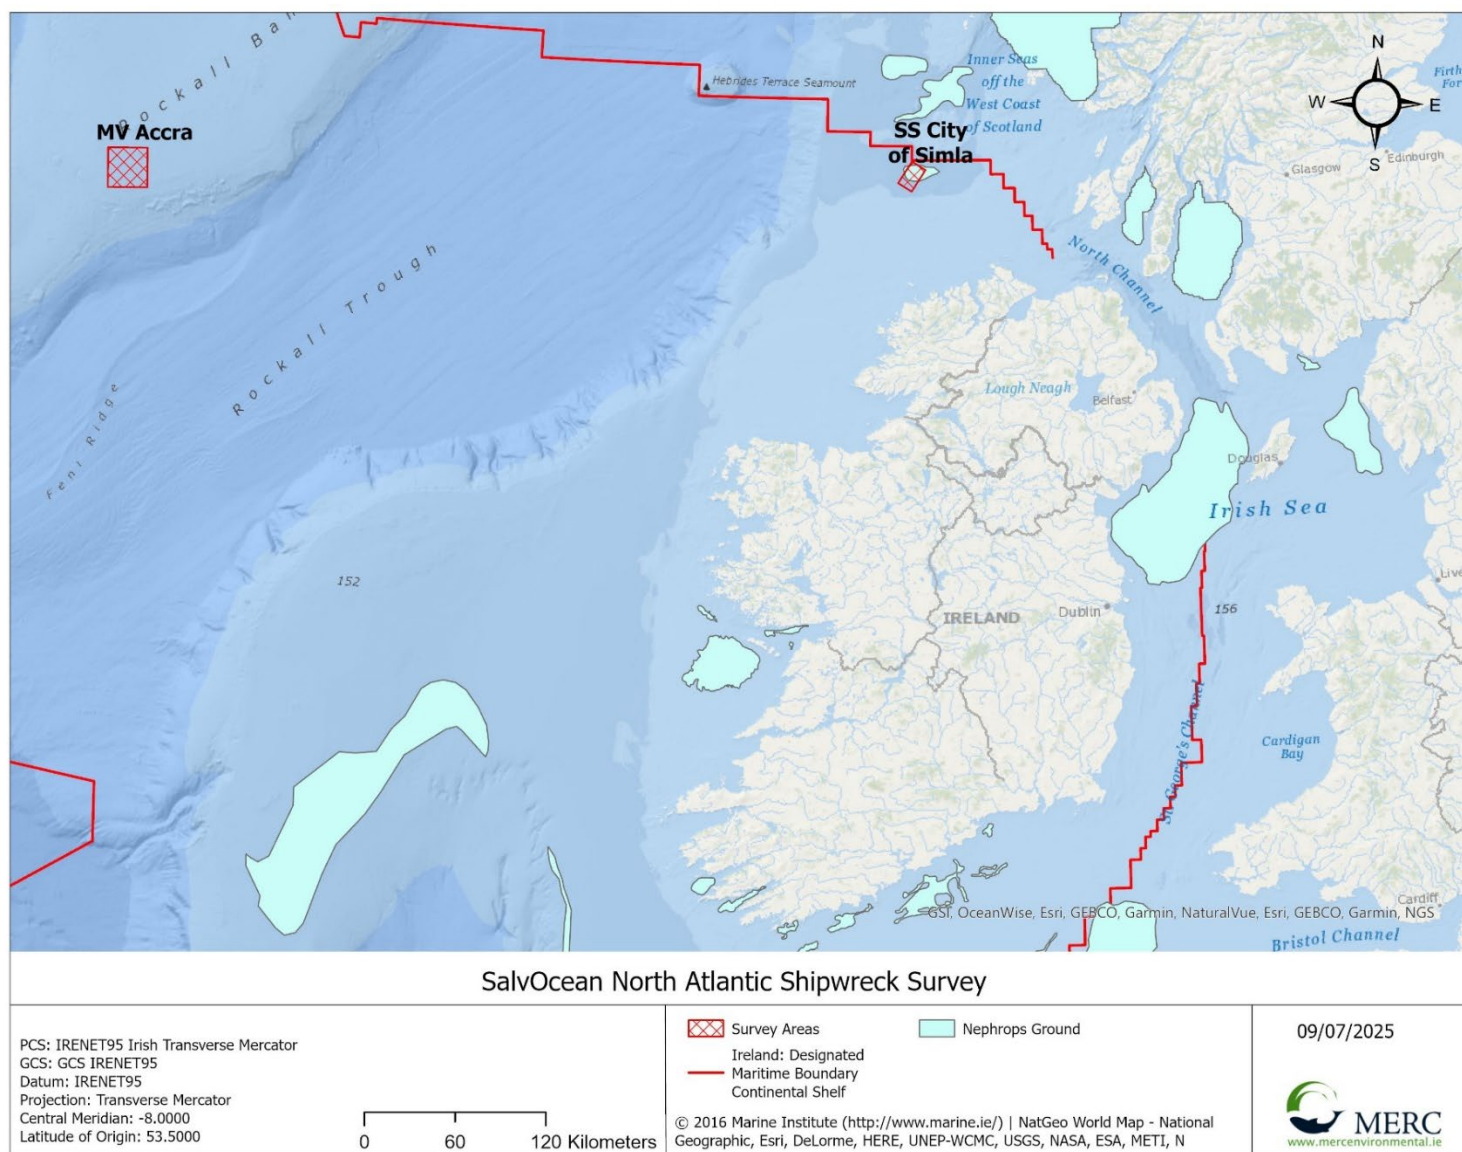 Rockall Ban
Hebrides Terrace Seamount
Inner Seas
off the
West Coast
of Scotland
N
W
E
S
MV Accra
SS City
of Simla
Glasgow
Edinburgh
Firth
For
Rockall Trough
North Channel
Feni Ridge
Lough Neagh
Belfast
Douglas
Irish Sea
152
IRELAND
Dublin
156
Live
St. George's Channel
Cardigan
Bay
Cardiff
GSI, OceanWise, Esri, GEBCO, Garmin, NaturalVue, Esri, GEBCO, Garmin, NGS
Bristol Channel
SalvOcean North Atlantic Shipwreck Survey
PCS: IRENET95 Irish Transverse Mercator
GCS: GCS IRENET95
Datum: IRENET95
Projection: Transverse Mercator
Central Meridian: -8.0000
Latitude of Origin: 53.5000
0 60 120 Kilometers
Survey Areas
Nephrops Ground
Ireland: Designated
Maritime Boundary
Continental Shelf
© 2016 Marine Institute (http://www.marine.ie/) | NatGeo World Map - National
Geographic, Esri, DeLorme, HERE, UNEP-WCMC, USGS, NASA, ESA, METI, N
09/07/2025
MERC
www.mercenvironmental.ie